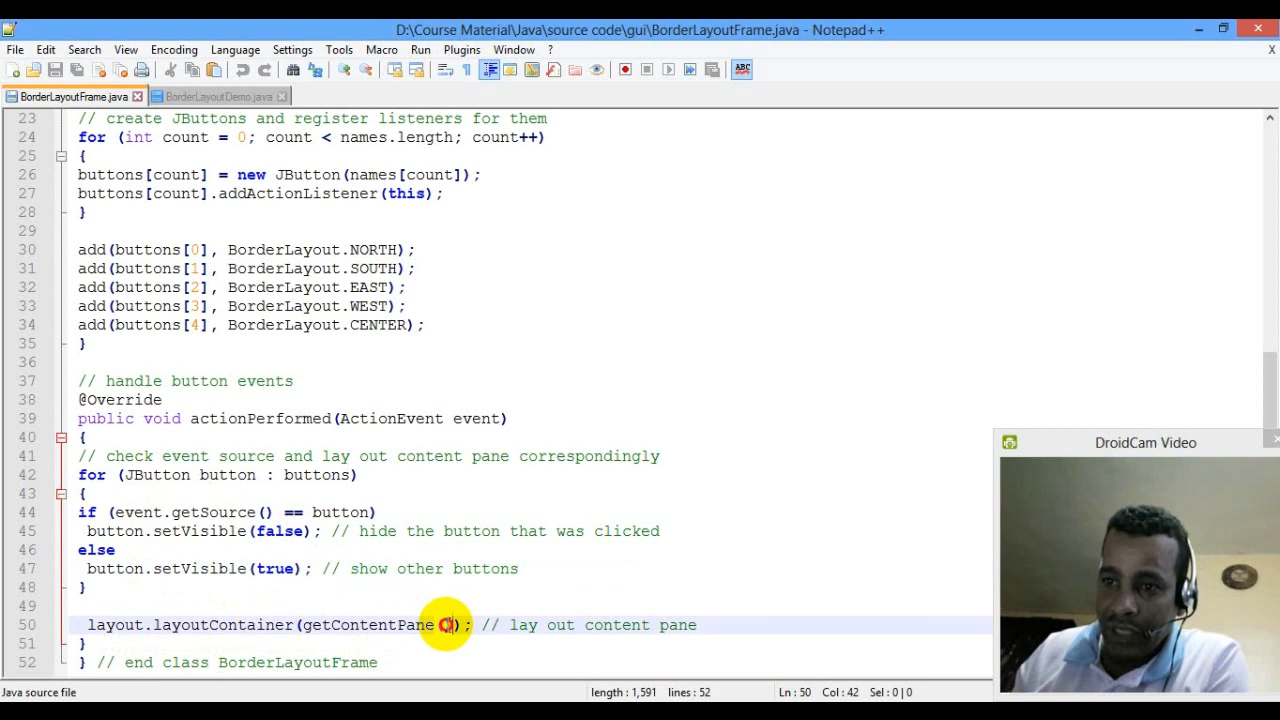 D:\Course Material\Java\source code\gui\BorderLayoutFrame.java - Notepad++
File Edit Search View Encoding Language Settings Tools Macro Run Plugins Window ? X
BorderLayoutFrame.java BorderLayoutDemo.java
23 // create JButtons and register listeners for them
24 for (int count = 0; count < names.length; count++)
25 {
26 buttons[count] = new JButton(names[count]);
27 buttons[count].addActionListener(this);
28 }
29
30 add(buttons[0], BorderLayout.NORTH);
31 add(buttons[1], BorderLayout.SOUTH);
32 add(buttons[2], BorderLayout.EAST);
33 add(buttons[3], BorderLayout.WEST);
34 add(buttons[4], BorderLayout.CENTER);
35 }
36
37 // handle button events
38 @Override
39 public void actionPerformed(ActionEvent event)
40 {
41 // check event source and lay out content pane correspondingly
42 for (JButton button : buttons)
43 {
44 if (event.getSource() == button)
45 button.setVisible(false); // hide the button that was clicked
46 else
47 button.setVisible(true); // show other buttons
48 }
49
50 layout.layoutContainer(getContentPane()); // lay out content pane
51 }
52 } // end class BorderLayoutFrame
DroidCam Video
Java source file length : 1,591 lines : 52 Ln : 50 Col : 42 Sel : 0 | 0